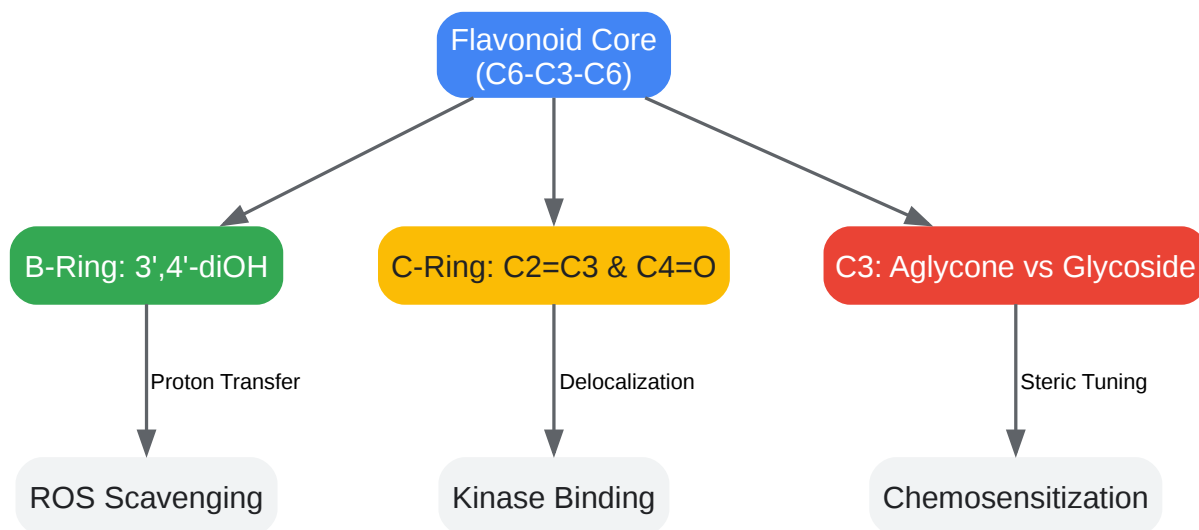 Flavonoid Core
(C6-C3-C6)
B-Ring: 3',4'-diOH
C-Ring: C2=C3 & C4=O
C3: Aglycone vs Glycoside
Proton Transfer
Delocalization
Steric Tuning
ROS Scavenging
Kinase Binding
Chemosensitization